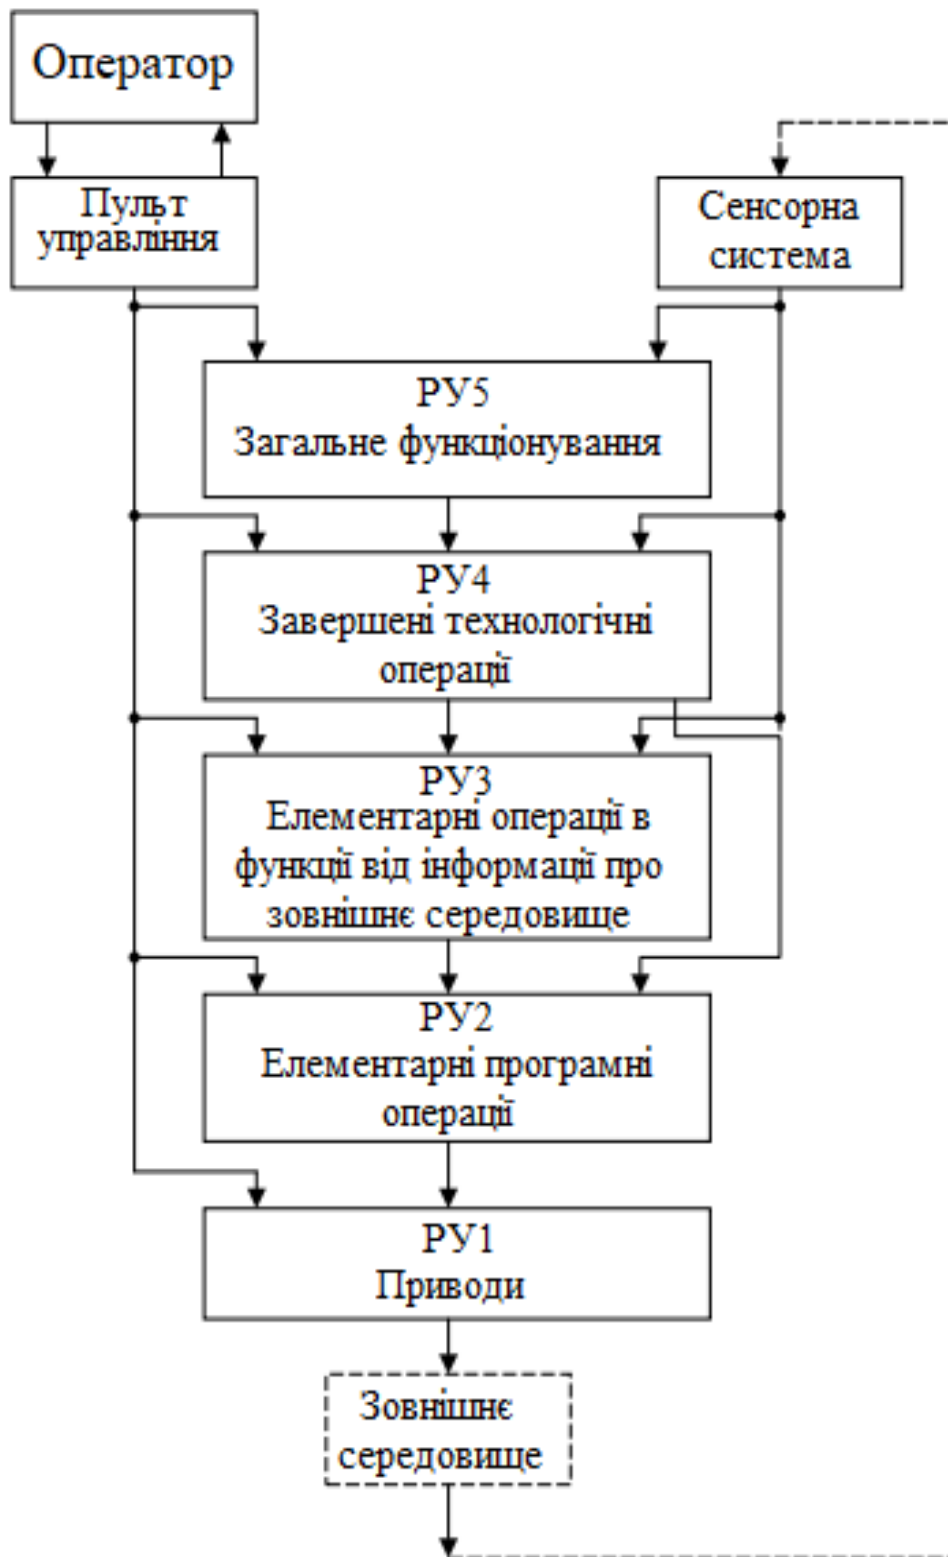 Оператор
Пульт
управління
Сенсорна
система
РУ5
Загальне функціонування
РУ4
Завершені технологічні
операції
РУ3
Елементарні операції в
функції від інформації про
зовнішнє середовище
РУ2
Елементарні програмні
операції
РУ1
Приводи
Зовнішнє
середовище